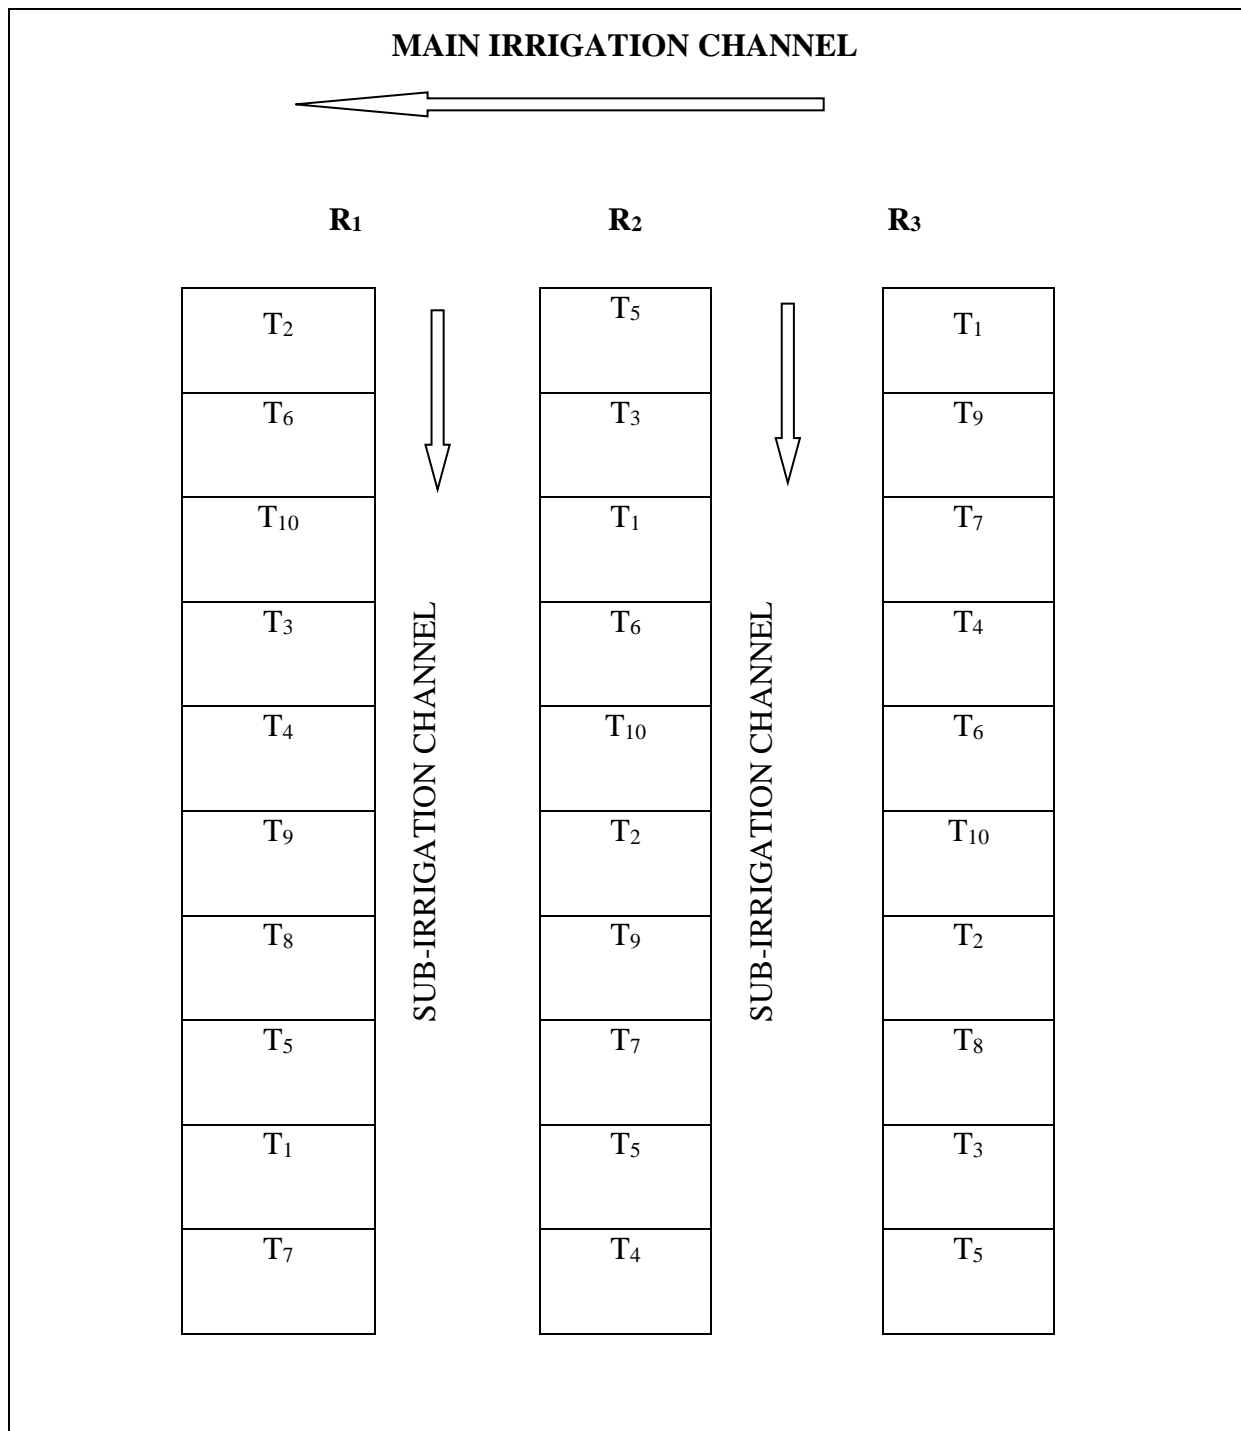 MAIN IRRIGATION CHANNEL
R1 R2 R3
T2 T5 T1
T6 T3 T9
T10 T1 T7
T3 T6 T4
T4 T10 T6
T9 T2 T10
T8 T9 T2
T5 T7 T8
T1 T5 T3
T7 T4 T5
SUB-IRRIGATION CHANNEL
SUB-IRRIGATION CHANNEL